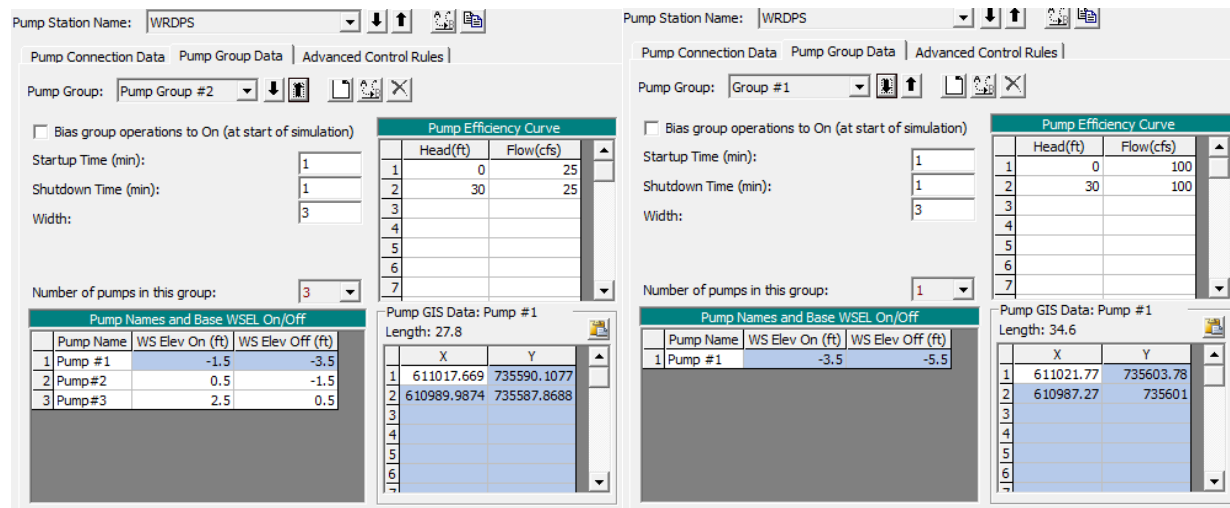 Pump Station Name: WRDPS
Pump Connection Data Pump Group Data Advanced Control Rules
Pump Group: Pump Group #2
Bias group operations to On (at start of simulation)
Startup Time (min): 1
Shutdown Time (min): 1
Width: 3
Number of pumps in this group: 3
Pump Efficiency Curve
Head(ft) Flow(cfs)
1 0 25
2 30 25
3
4
5
6
7
Pump Names and Base WSEL On/Off
Pump Name WS Elev On (ft) WS Elev Off (ft)
1 Pump #1 -1.5 -3.5
2 Pump#2 0.5 -1.5
3 Pump#3 2.5 0.5
Pump GIS Data: Pump #1
Length: 27.8
X Y
1 611017.669 735590.1077
2 610989.9874 735587.8688
3
4
5
6
Pump Station Name: WRDPS
Pump Connection Data Pump Group Data Advanced Control Rules
Pump Group: Group #1
Bias group operations to On (at start of simulation)
Startup Time (min): 1
Shutdown Time (min): 1
Width: 3
Number of pumps in this group: 1
Pump Efficiency Curve
Head(ft) Flow(cfs)
1 0 100
2 30 100
3
4
5
6
7
Pump Names and Base WSEL On/Off
Pump Name WS Elev On (ft) WS Elev Off (ft)
1 Pump #1 -3.5 -5.5
Pump GIS Data: Pump #1
Length: 34.6
X Y
1 611021.77 735603.78
2 610987.27 735601
3
4
5
6